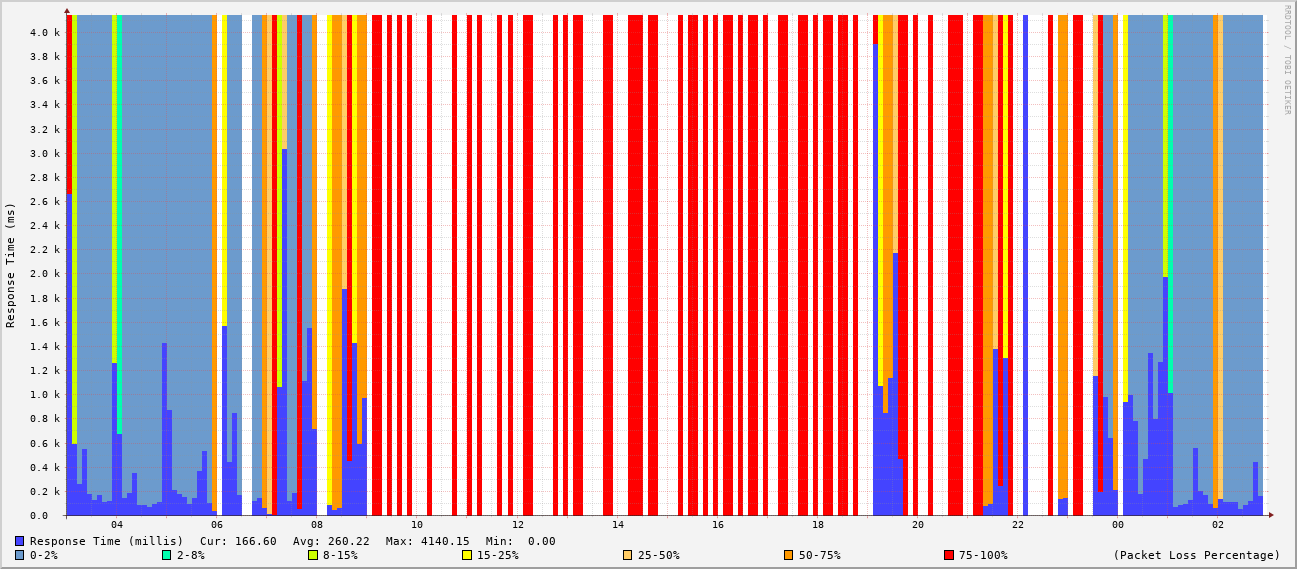 RRDTOOL / TOBI OETIKER
Response Time (ms)
4.0 k
3.8 k
3.6 k
3.4 k
3.2 k
3.0 k
2.8 k
2.6 k
2.4 k
2.2 k
2.0 k
1.8 k
1.6 k
1.4 k
1.2 k
1.0 k
0.8 k
0.6 k
0.4 k
0.2 k
0.0
04 06 08 10 12 14 16 18 20 22 00 02
Response Time (millis) Cur: 166.60 Avg: 260.22 Max: 4140.15 Min: 0.00
0-2% 2-8% 8-15% 15-25% 25-50% 50-75% 75-100% (Packet Loss Percentage)